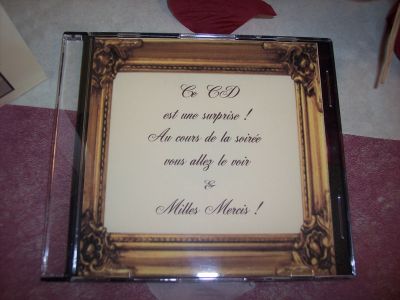 Ce CD
est une surprise !
Au cours de la soirée
vous allez le voir
&
Milles Mercis !